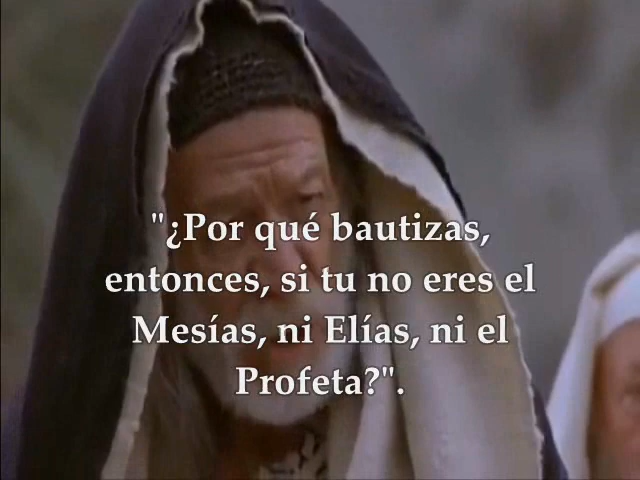 "¿Por qué bautizas,
entonces, si tu no eres el
Mesías, ni Elías, ni el
Profeta?".